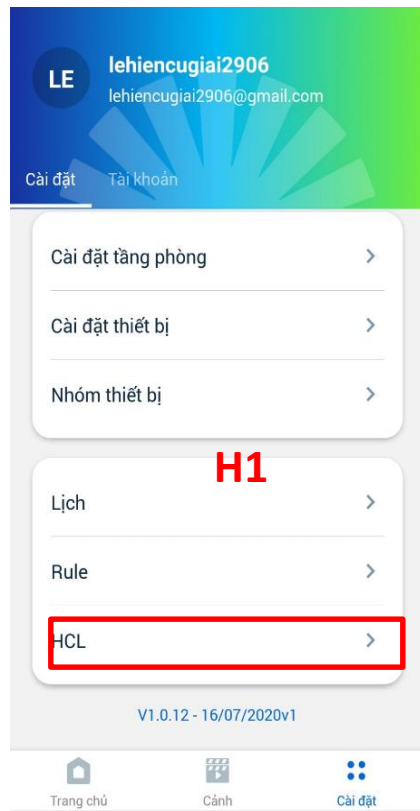 LE
lehiencugiai2906
lehiencugiai2906@gmail.com
Cài đặt
Tài khoản
Cài đặt tầng phòng
Cài đặt thiết bị
Nhóm thiết bị
H1
Lịch
Rule
HCL
V1.0.12 - 16/07/2020v1
Trang chủ
Cảnh
Cài đặt